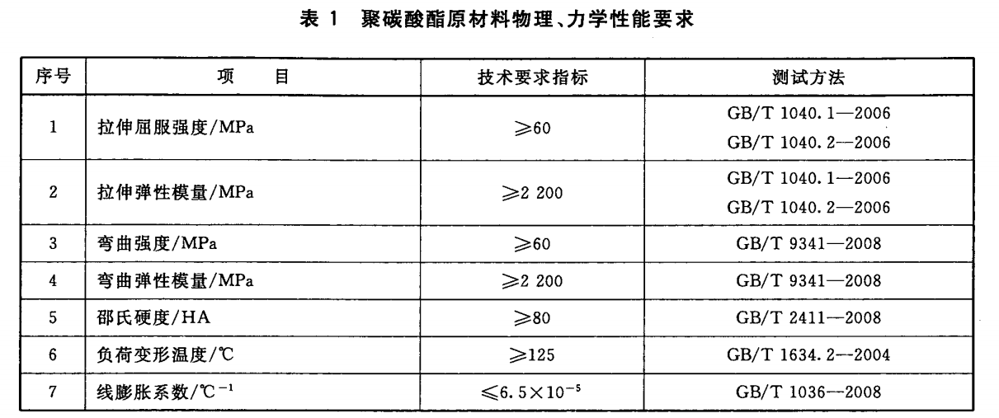 表 1 聚碳酸酯原材料物理、力学性能要求
序号 项 目 技术要求指标 测试方法
1 拉伸屈服强度/MPa ≥60 GB/T 1040.1—2006
GB/T 1040.2—2006
2 拉伸弹性模量/MPa ≥2 200 GB/T 1040.1—2006
GB/T 1040.2—2006
3 弯曲强度/MPa ≥60 GB/T 9341—2008
4 弯曲弹性模量/MPa ≥2 200 GB/T 9341—2008
5 邵氏硬度/HA ≥80 GB/T 2411—2008
6 负荷变形温度/℃ ≥125 GB/T 1634.2—2004
7 线膨胀系数/℃⁻¹ ≤6.5×10⁻⁵ GB/T 1036—2008